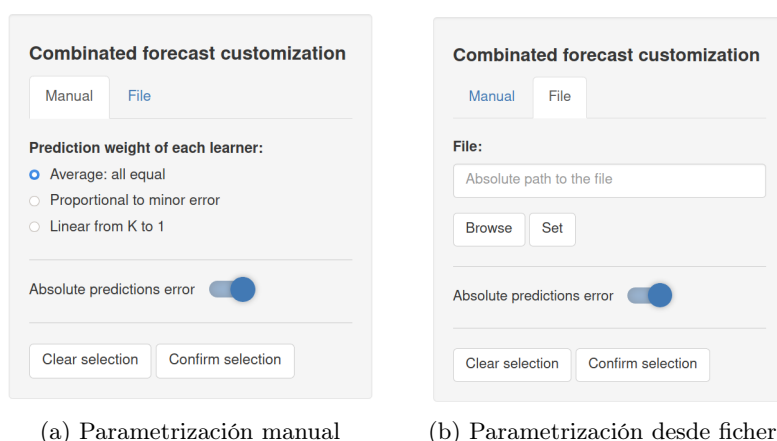 Combinated forecast customization
Manual File
Prediction weight of each learner:
Average: all equal
Proportional to minor error
Linear from K to 1
Absolute predictions error
Clear selection Confirm selection
(a) Parametrización manual
Combinated forecast customization
Manual File
File:
Absolute path to the file
Browse Set
Absolute predictions error
Clear selection Confirm selection
(b) Parametrización desde ficher